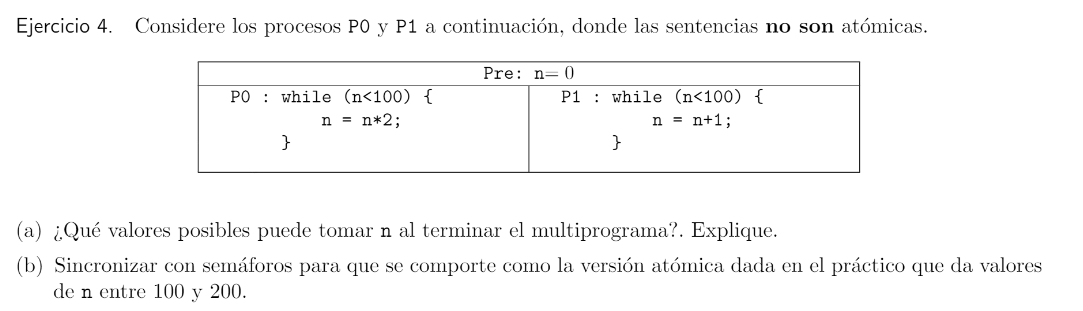 Ejercicio 4. Considere los procesos P0 y P1 a continuación, donde las sentencias no son atómicas.
Pre: n= 0
P0 : while (n<100) { P1 : while (n<100) {
n = n*2; n = n+1;
} }
(a) ¿Qué valores posibles puede tomar n al terminar el multiprograma?. Explique.
(b) Sincronizar con semáforos para que se comporte como la versión atómica dada en el práctico que da valores
de n entre 100 y 200.